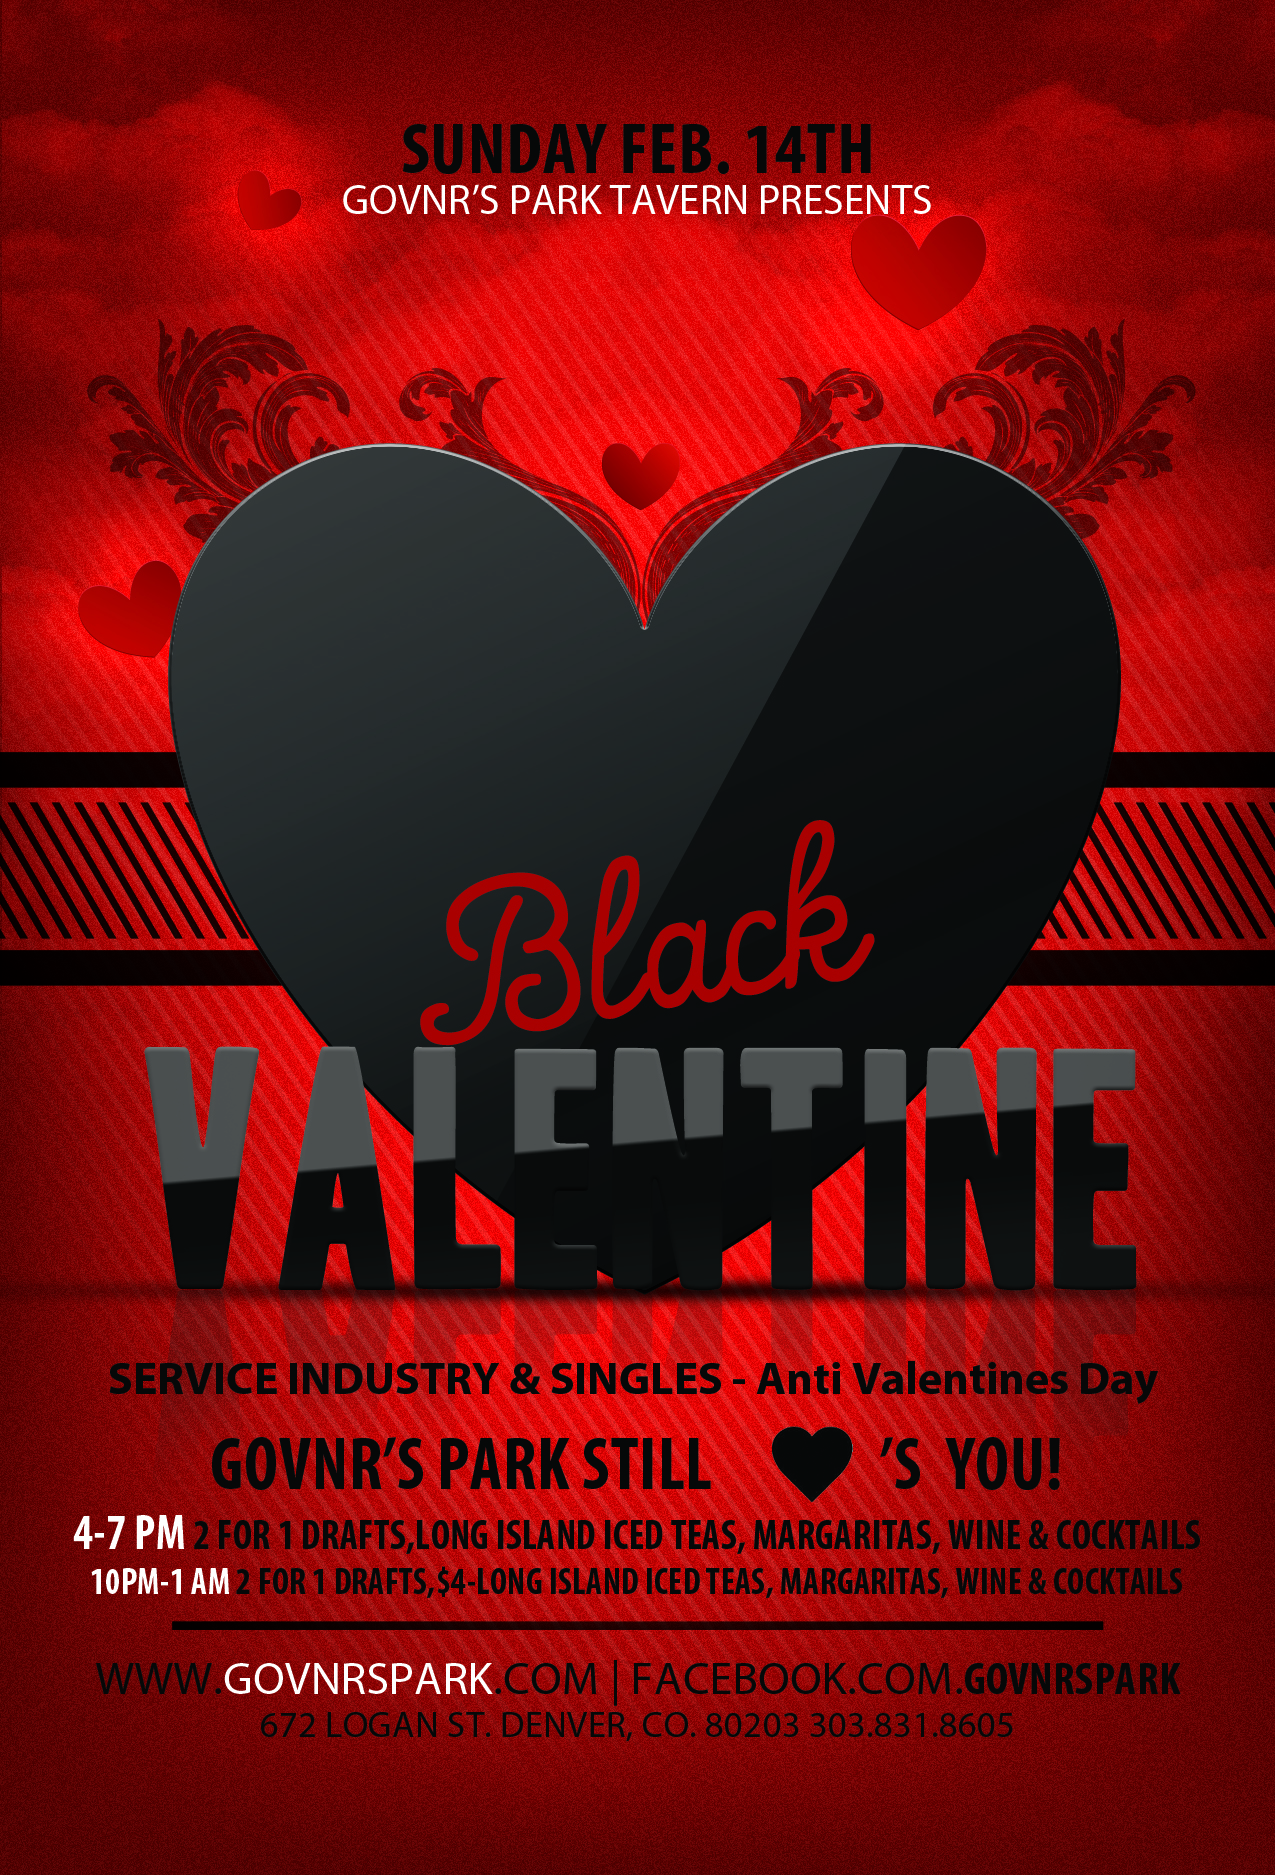 SUNDAY FEB. 14TH
GOVNR’S PARK TAVERN PRESENTS
Black
VALENTINE
SERVICE INDUSTRY & SINGLES - Anti Valentines Day
GOVNR’S PARK STILL ♥ ’S YOU!
4-7 PM 2 FOR 1 DRAFTS,LONG ISLAND ICED TEAS, MARGARITAS, WINE & COCKTAILS
10PM-1 AM 2 FOR 1 DRAFTS,$4-LONG ISLAND ICED TEAS, MARGARITAS, WINE & COCKTAILS
WWW.GOVNRSPARK.COM | FACEBOOK.COM.GOVNRSPARK
672 LOGAN ST. DENVER, CO. 80203 303.831.8605